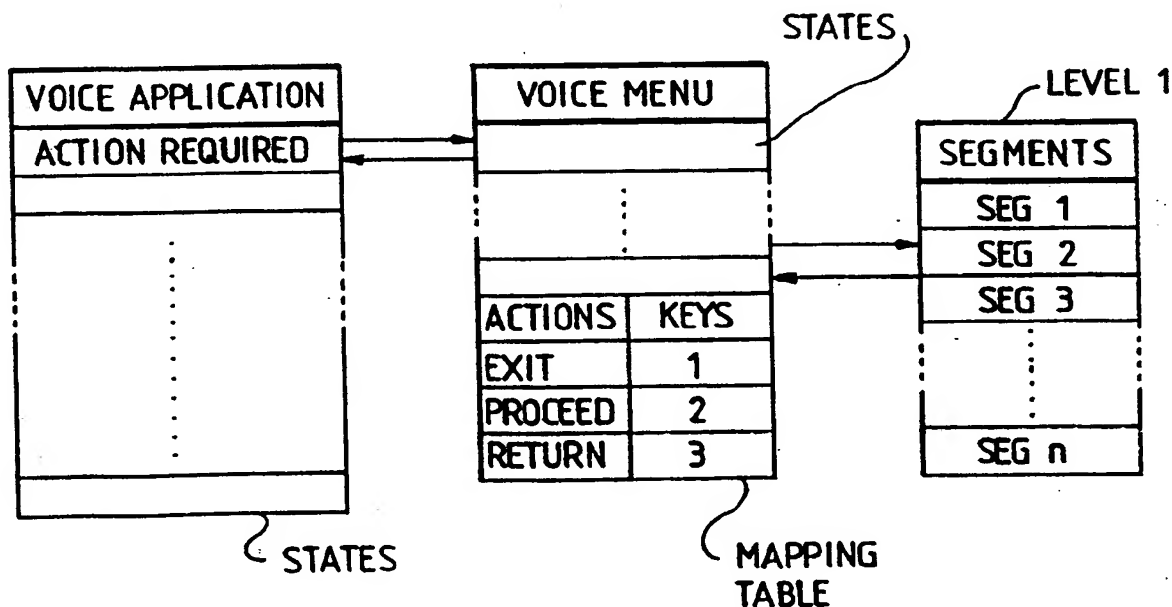 STATES
VOICE APPLICATION
ACTION REQUIRED
STATES
VOICE MENU
ACTIONS KEYS
EXIT 1
PROCEED 2
RETURN 3
MAPPING
TABLE
LEVEL 1
SEGMENTS
SEG 1
SEG 2
SEG 3
SEG n